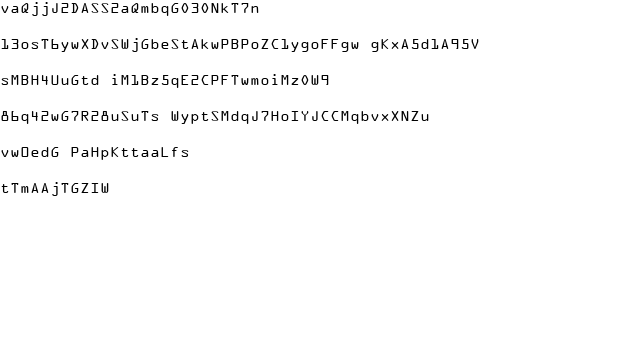 vaQjjJ2DASS2aQmbqG030NkT7n
13osT6ywXDvSWjGbeStAkwPBPoZC1ygoFFgw gKxA5d1A95V
sMBH4UuGtd iM1Bz5qE2CPFTwmoiMz0W9
86q42wG7R28uSuTs WyptSMdqJ7HoIYJCCMqbvxXNZu
vwOedG PaHpKttaaLfs
tTmAAjTGZIW